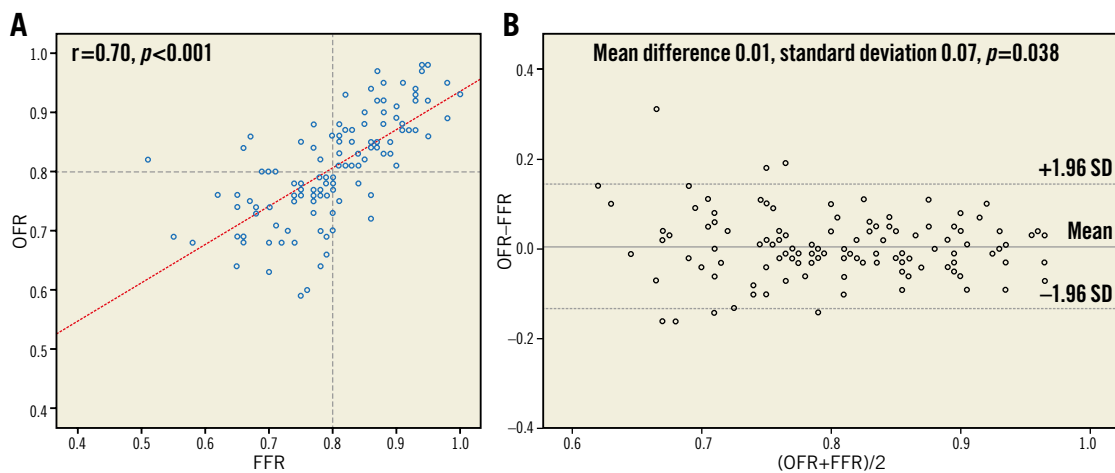 A
r=0.70, p<0.001
1.0
0.9
0.8
0.7
0.6
0.5
0.4
OFR
0.4 0.5 0.6 0.7 0.8 0.9 1.0
FFR
B
Mean difference 0.01, standard deviation 0.07, p=0.038
0.4
0.2
0.0
−0.2
−0.4
OFR−FFR
+1.96 SD
Mean
−1.96 SD
0.6 0.7 0.8 0.9 1.0
(OFR+FFR)/2